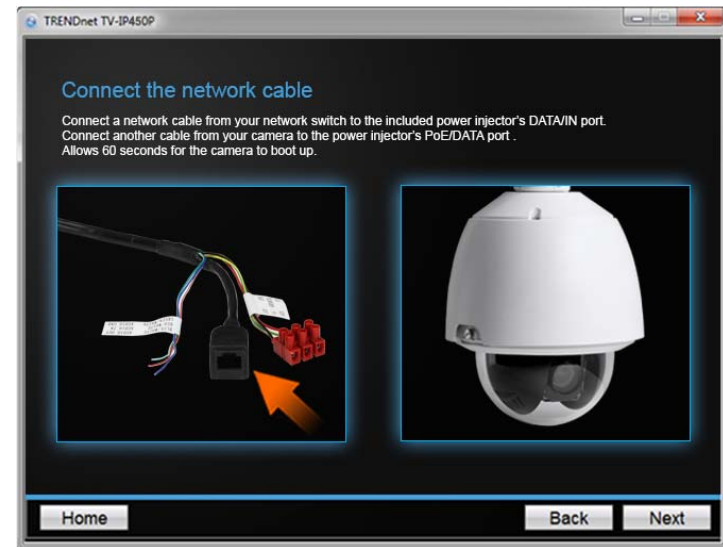 TRENDnet TV-IP450P
Connect the network cable
Connect a network cable from your network switch to the included power injector's DATA/IN port.
Connect another cable from your camera to the power injector's PoE/DATA port .
Allows 60 seconds for the camera to boot up.
Home
Back
Next